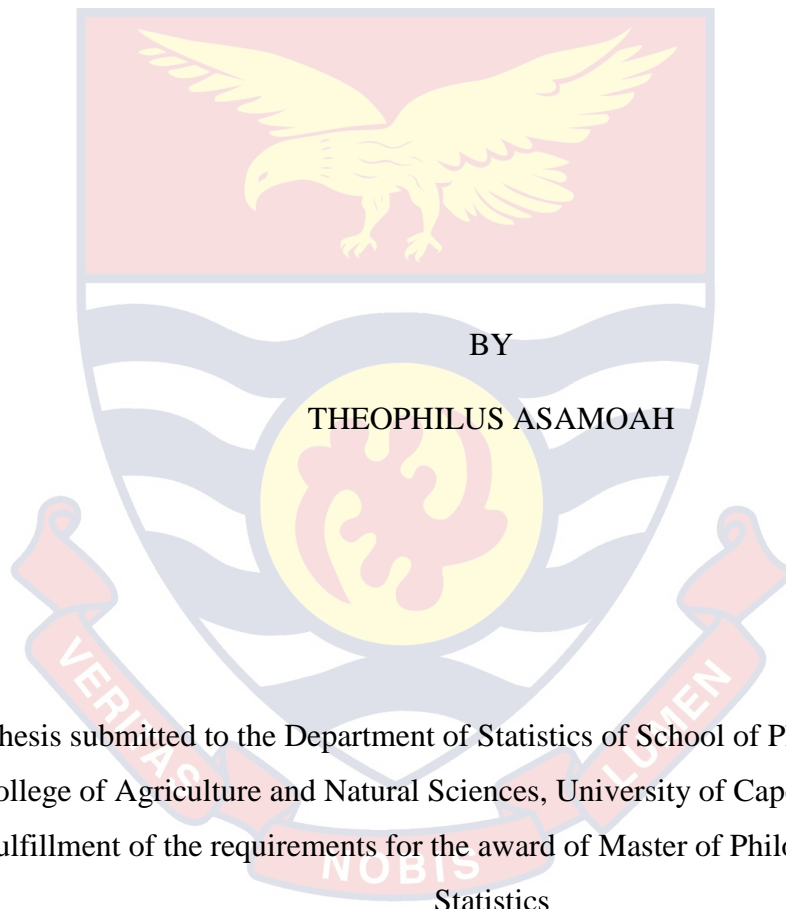 BY
THEOPHILUS ASAMOAH
hesis submitted to the Department of Statistics of School of P
ollege of Agriculture and Natural Sciences, University of Cap
ulfillment of the requirements for the award of Master of Philo
Statistics
VERITAS NOBIS LUMEN